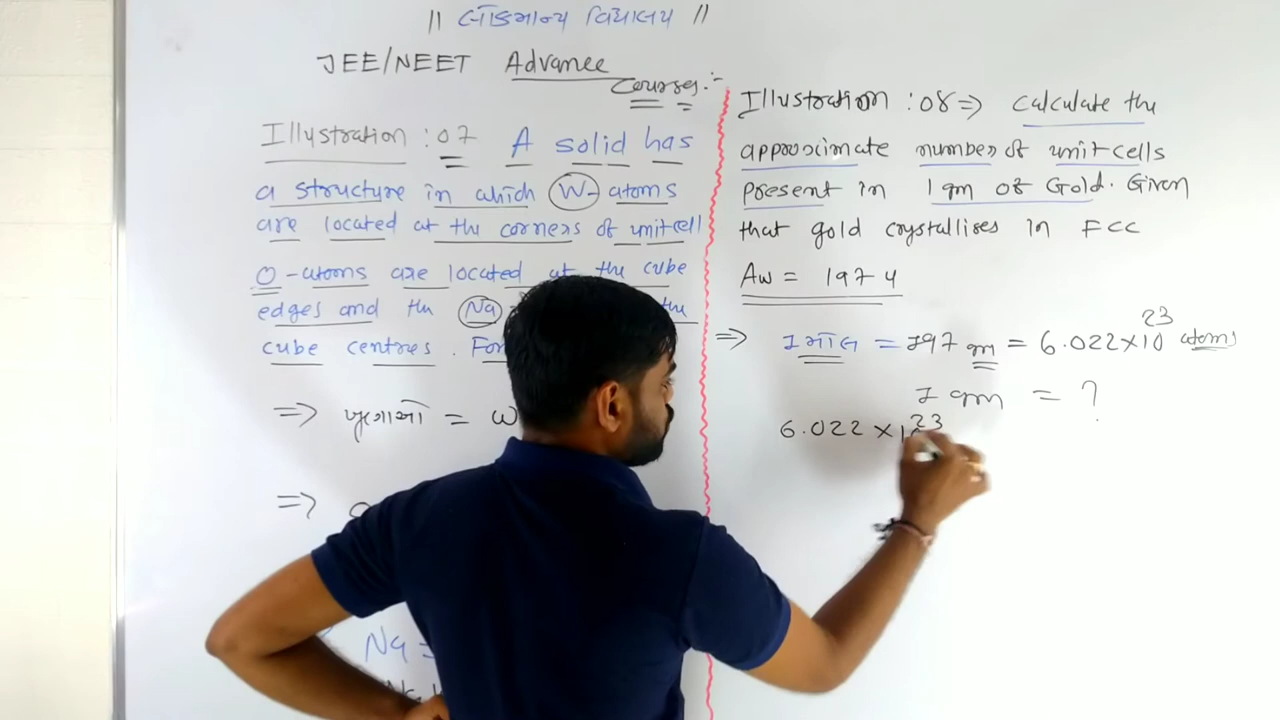 || લોકમાન્ય વિદ્યાલય ||
JEE/NEET Advance
Courses:-
Illustration : 07 A solid has
a structure in which W- atoms
are located at the corners of unit cell
O -atoms are located at the cube
edges and the Na the
cube centres. For
⇒ ખૂણાઓ = W
⇒
Na =
Illustration : 08 ⇒ Calculate the
approximate number of unit cells
present in 1 gm of Gold. Given
that gold crystallises in FCC
Aw = 197 u
⇒ 1 મોલ = 197 gm = 6.022×10²³ atoms
1 gm = ?
6.022×10²³